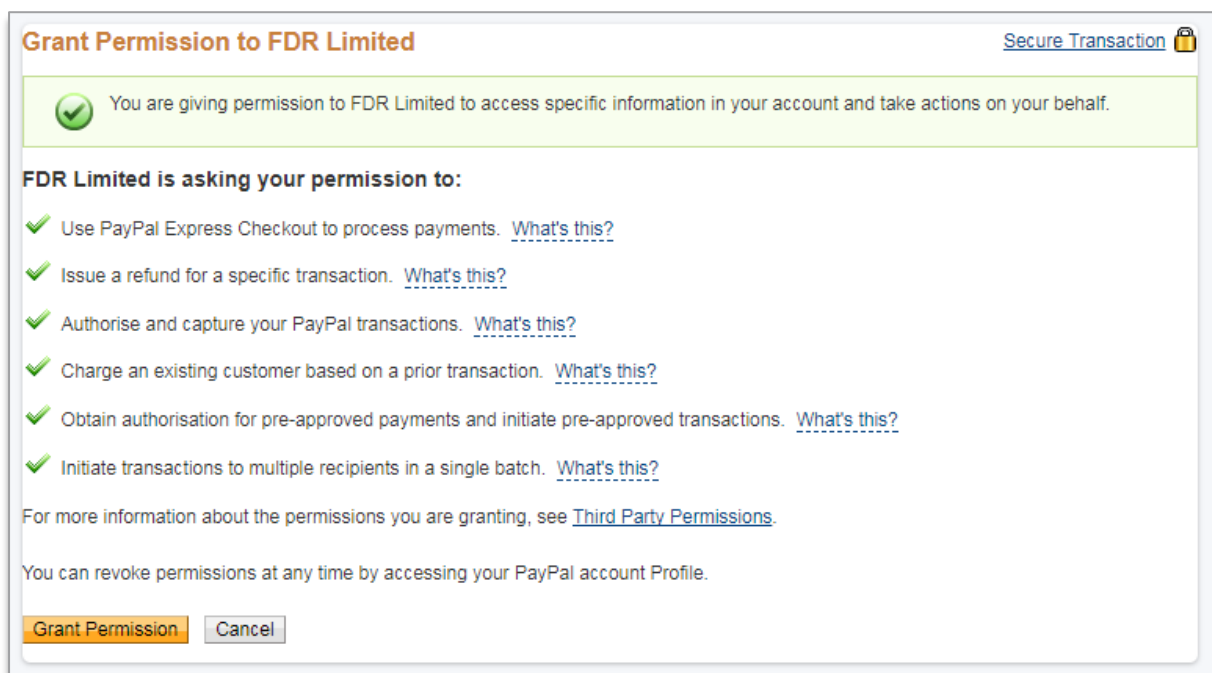 Grant Permission to FDR Limited
Secure Transaction
You are giving permission to FDR Limited to access specific information in your account and take actions on your behalf.
FDR Limited is asking your permission to:
Use PayPal Express Checkout to process payments. What's this?
Issue a refund for a specific transaction. What's this?
Authorise and capture your PayPal transactions. What's this?
Charge an existing customer based on a prior transaction. What's this?
Obtain authorisation for pre-approved payments and initiate pre-approved transactions. What's this?
Initiate transactions to multiple recipients in a single batch. What's this?
For more information about the permissions you are granting, see Third Party Permissions.
You can revoke permissions at any time by accessing your PayPal account Profile.
Grant Permission Cancel